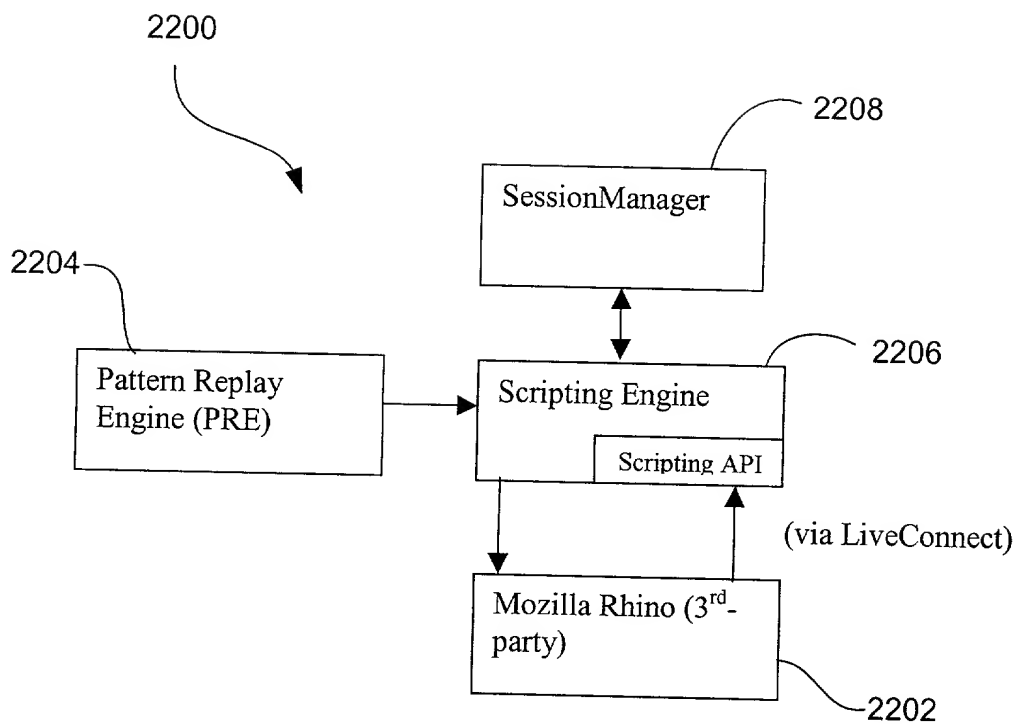 2200
2208
SessionManager
2204
2206
Pattern Replay
Engine (PRE)
Scripting Engine
Scripting API
(via LiveConnect)
Mozilla Rhino (3rd-
party)
2202